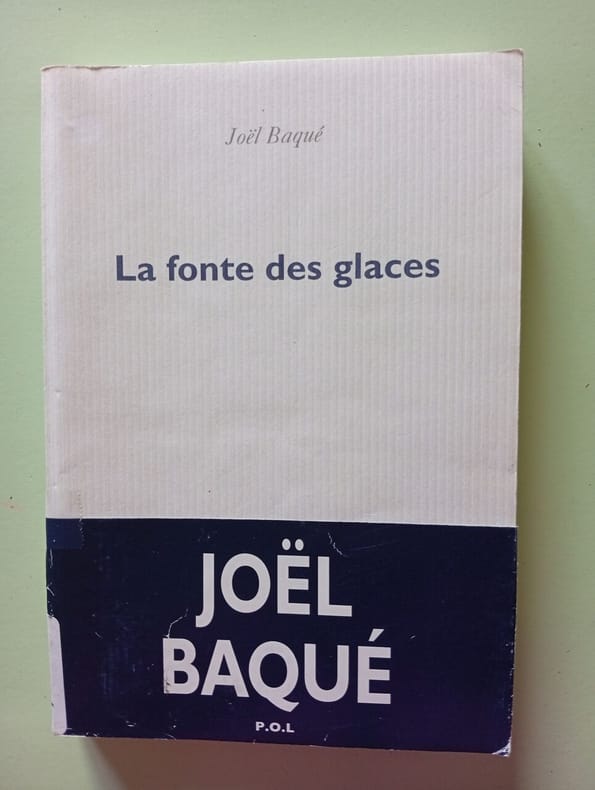 Joël Baqué
La fonte des glaces
JOËL
BAQUÉ
P.O.L